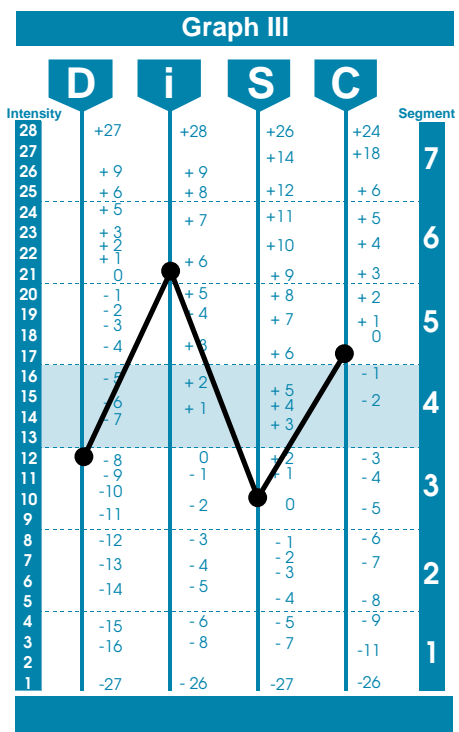 Graph III
D i S C
Intensity Segment
28 +27 +28 +26 +24
27 +14 +18 7
26 + 9 + 9
25 + 6 + 8 +12 + 6
24 + 5 + 7 +11 + 5
23 + 3 + 2 +10 + 4 6
22 + 1 + 6
21 0 + 9 + 3
20 - 1 + 5 + 8 + 2
19 - 2 - 3 + 4 + 7 + 1 5
18 - 4 + 3 0
17 + 6
16 - 5 + 2 - 1
15 - 6 + 1 + 5 + 4 - 2 4
14 - 7 + 3
13
12 - 8 0 + 2 - 3
11 - 9 - 1 + 1 - 4
10 -10 - 2 0 - 5 3
9 -11
8 -12 - 3 - 1 - 6
7 -13 - 4 - 2 - 3 - 7 2
6 -14 - 5
5 - 4 - 8
4 -15 - 6 - 5 - 9
3 -16 - 8 - 7 -11 1
2
1 -27 - 26 -27 -26